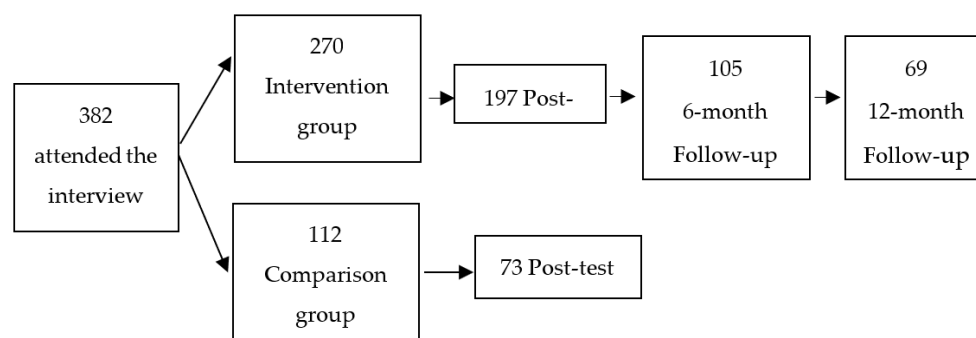 382
attended the
interview
270
Intervention
group
197 Post-
105
6-month
Follow-up
69
12-month
Follow-up
112
Comparison
group
73 Post-test